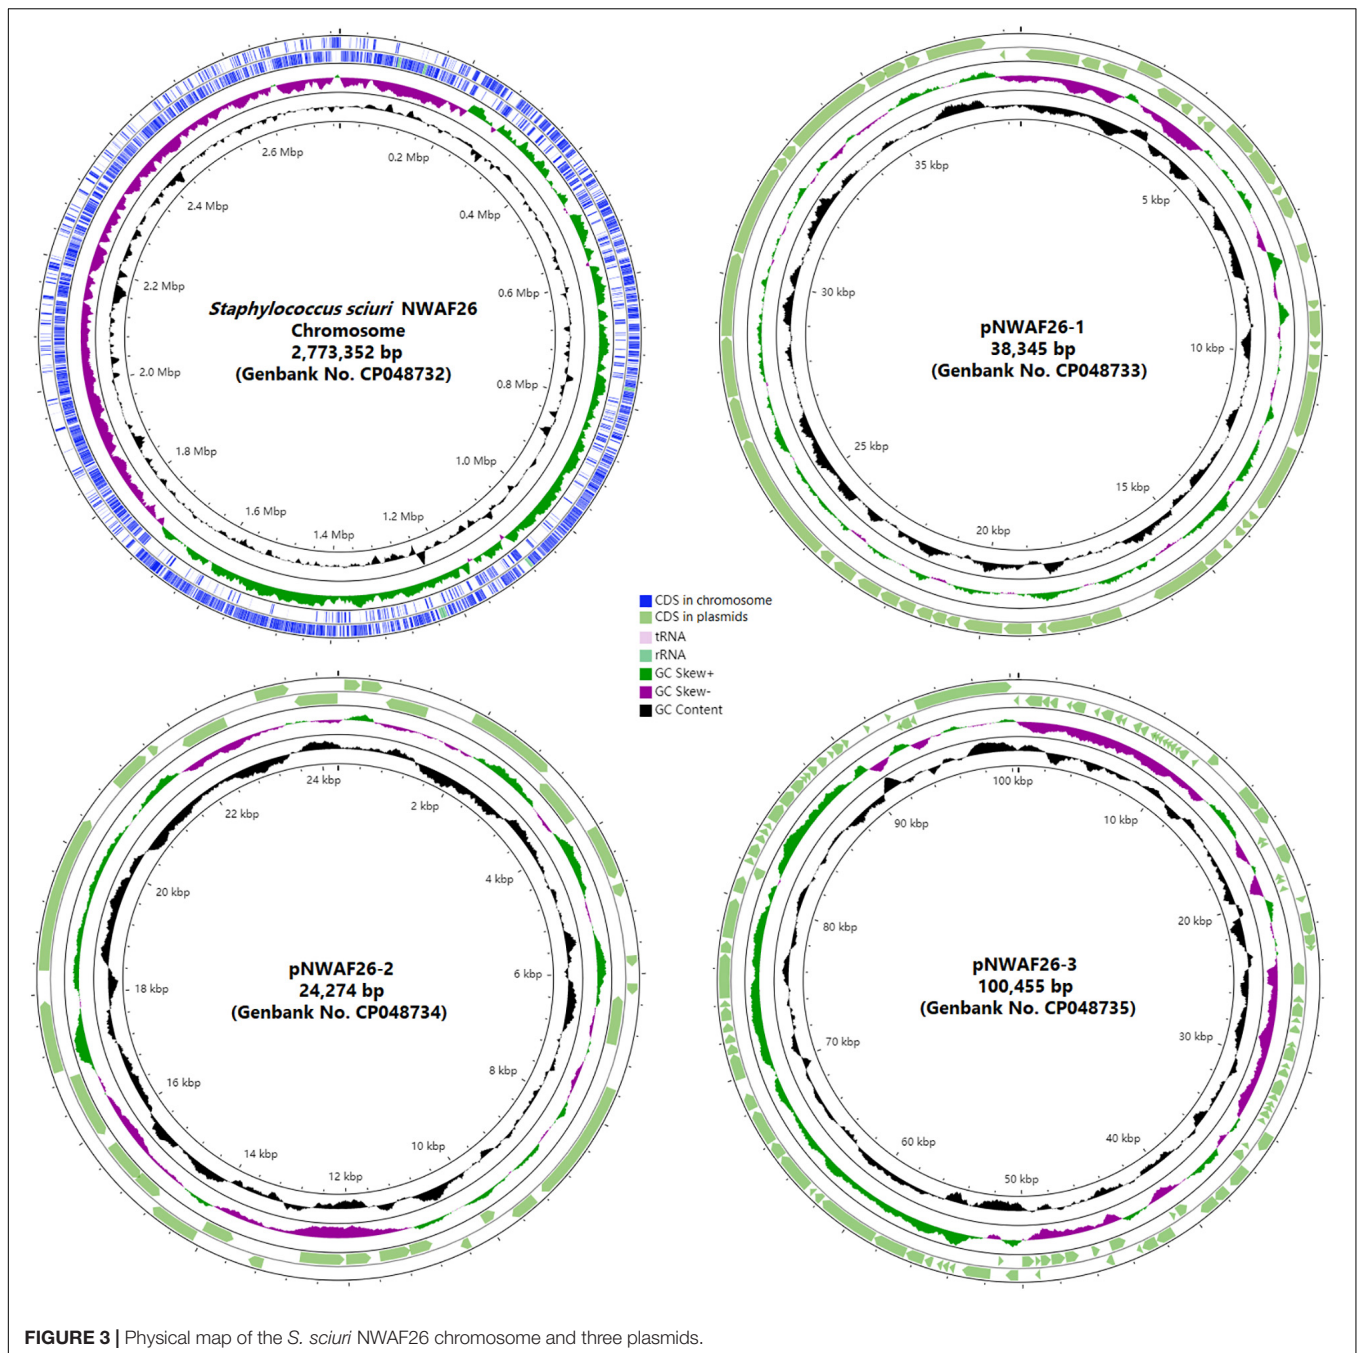 2.6 Mbp
0.2 Mbp
2.4 Mbp
0.4 Mbp
2.2 Mbp
0.6 Mbp
Staphylococcus sciuri NWAF26
Chromosome
2,773,352 bp
(Genbank No. CP048732)
2.0 Mbp
0.8 Mbp
1.8 Mbp
1.0 Mbp
1.6 Mbp
1.2 Mbp
1.4 Mbp
35 kbp
5 kbp
30 kbp
pNWAF26-1
38,345 bp
(Genbank No. CP048733)
10 kbp
25 kbp
15 kbp
20 kbp
CDS in chromosome
CDS in plasmids
tRNA
rRNA
GC Skew+
GC Skew-
GC Content
24 kbp
22 kbp
2 kbp
20 kbp
4 kbp
pNWAF26-2
24,274 bp
(Genbank No. CP048734)
18 kbp
6 kbp
16 kbp
8 kbp
14 kbp
10 kbp
12 kbp
100 kbp
90 kbp
10 kbp
80 kbp
20 kbp
pNWAF26-3
100,455 bp
(Genbank No. CP048735)
70 kbp
30 kbp
60 kbp
40 kbp
50 kbp
FIGURE 3 | Physical map of the S. sciuri NWAF26 chromosome and three plasmids.